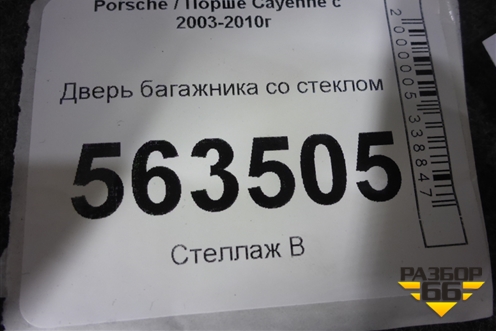 Porsche / Порше Cayenne с
2003-2010г
Дверь багажника со стеклом
563505
Стеллаж В
2000005338847
РАЗБОР
66